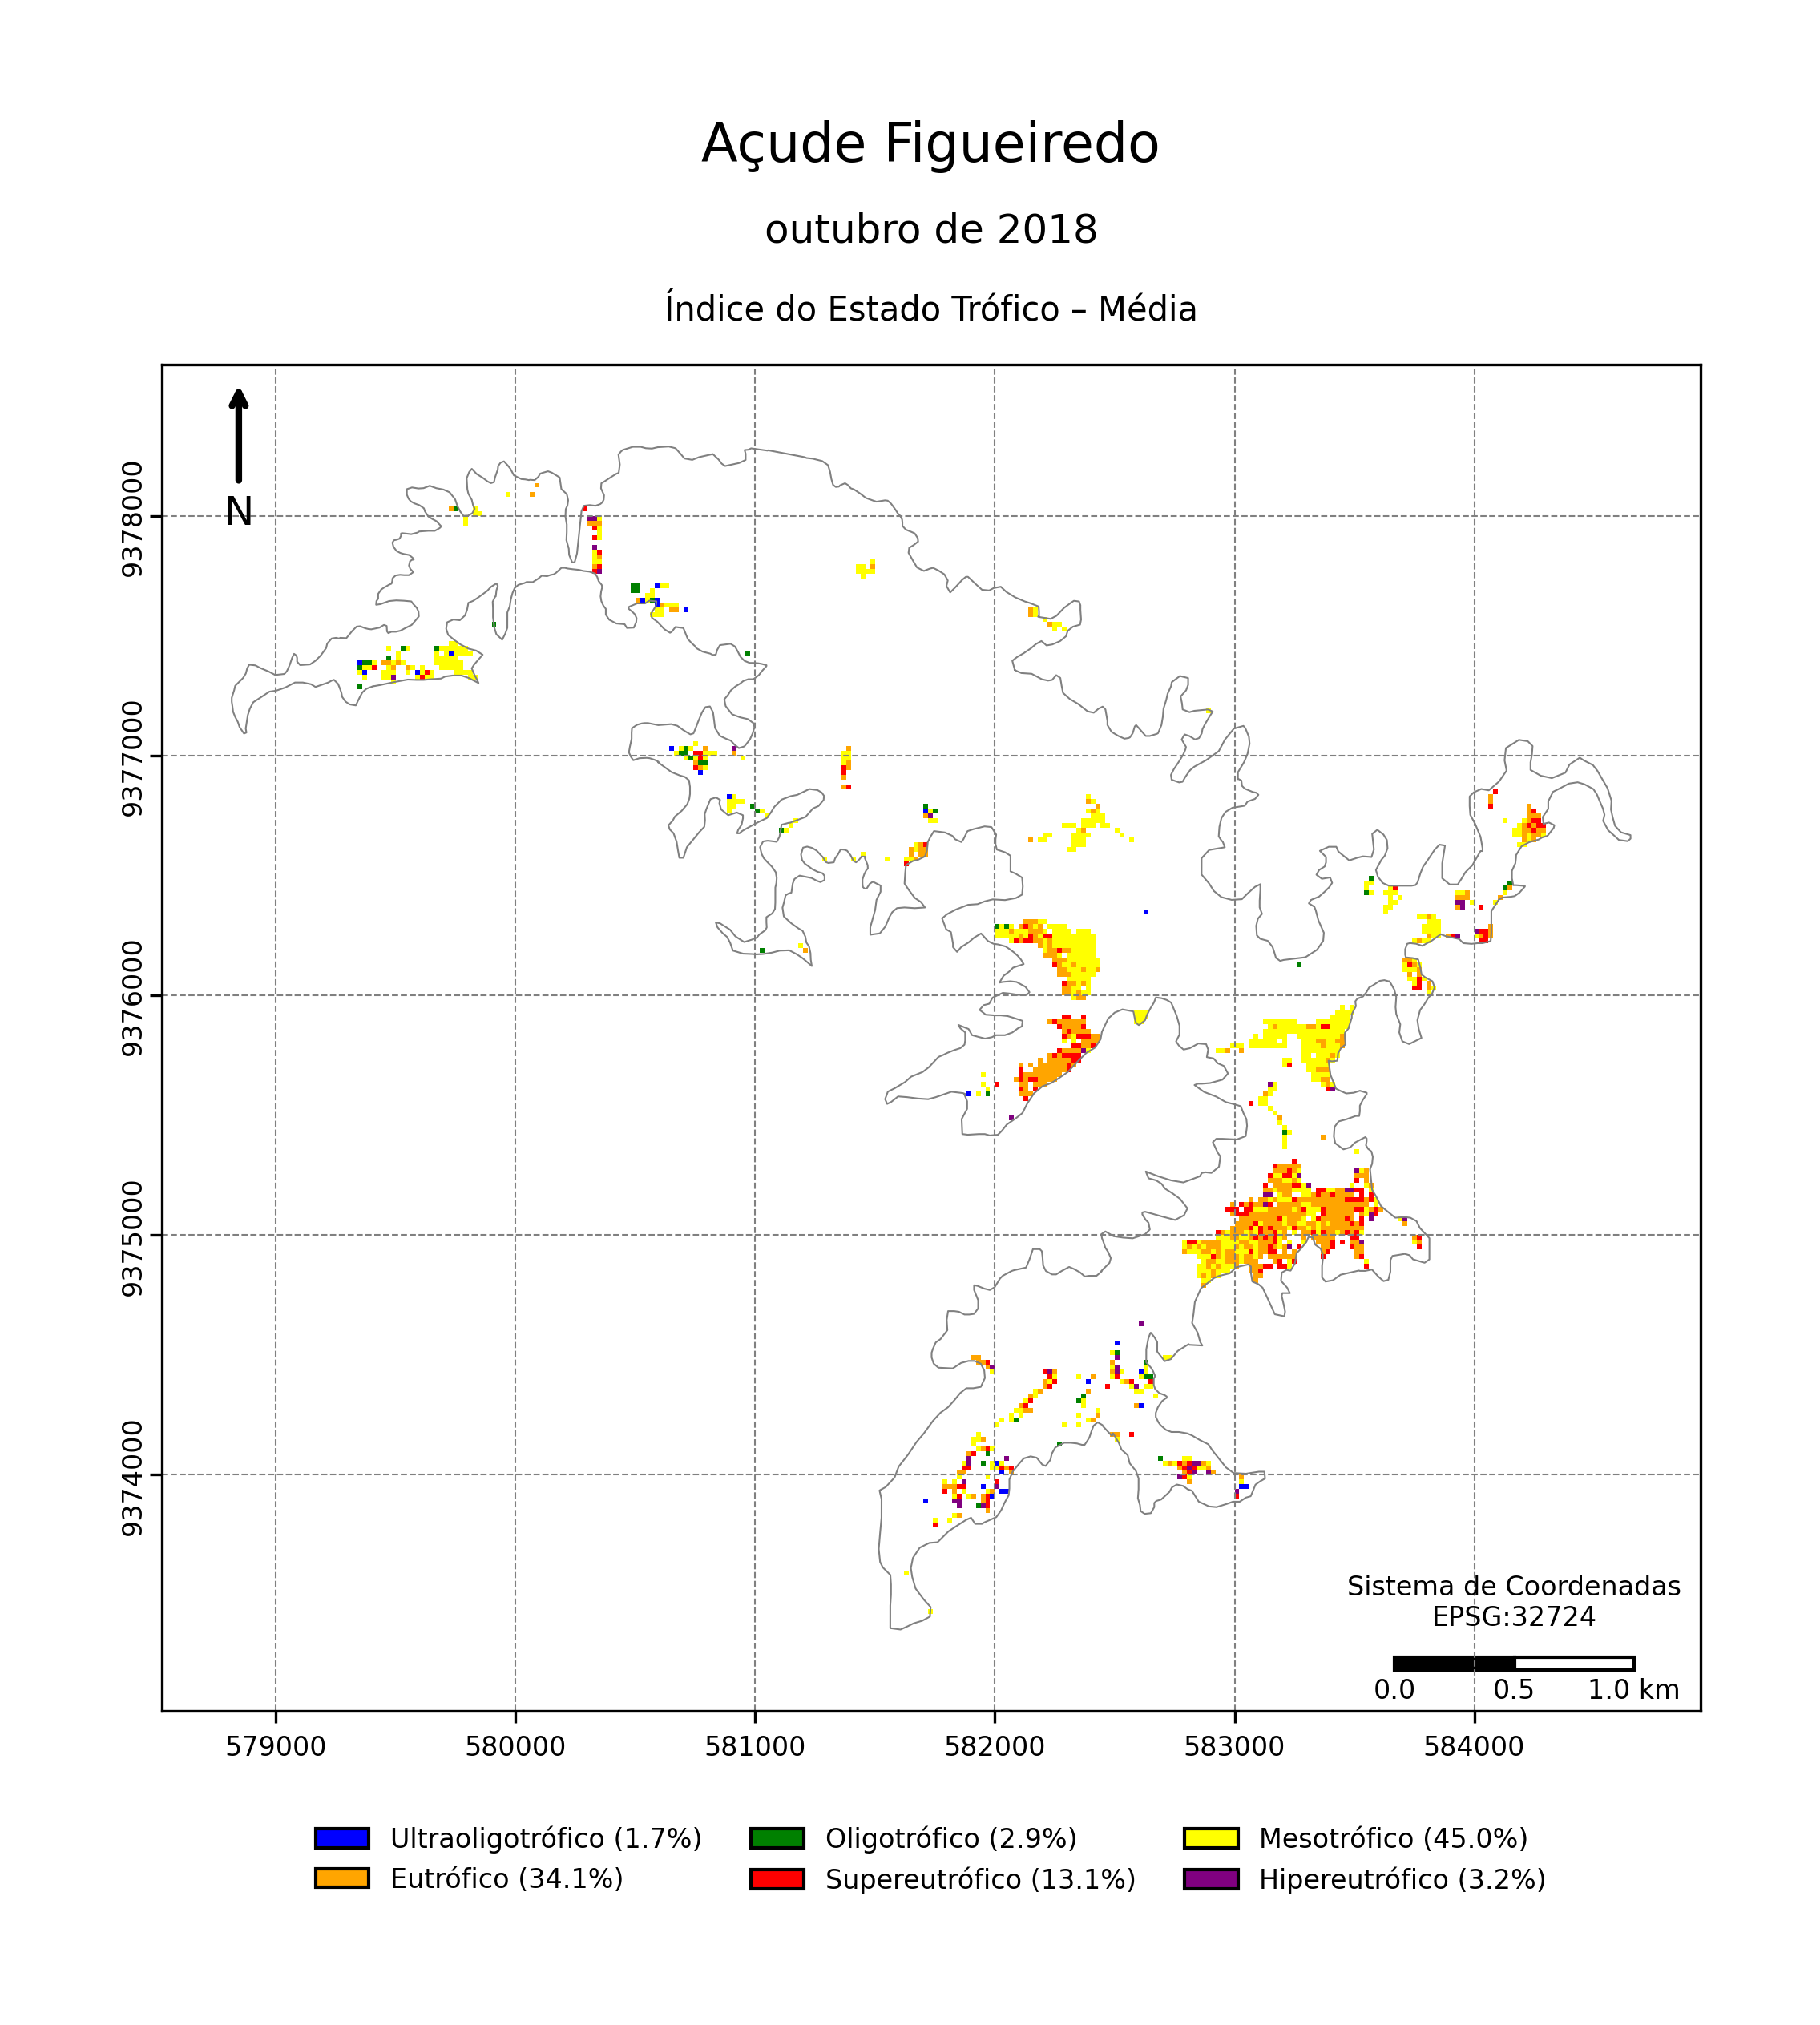 Açude Figueiredo
outubro de 2018
Índice do Estado Trófico – Média
N
9378000
9377000
9376000
9375000
9374000
Sistema de Coordenadas
EPSG:32724
0.0 0.5 1.0 km
579000 580000 581000 582000 583000 584000
Ultraoligotrófico (1.7%) Oligotrófico (2.9%) Mesotrófico (45.0%)
Eutrófico (34.1%) Supereutrófico (13.1%) Hipereutrófico (3.2%)